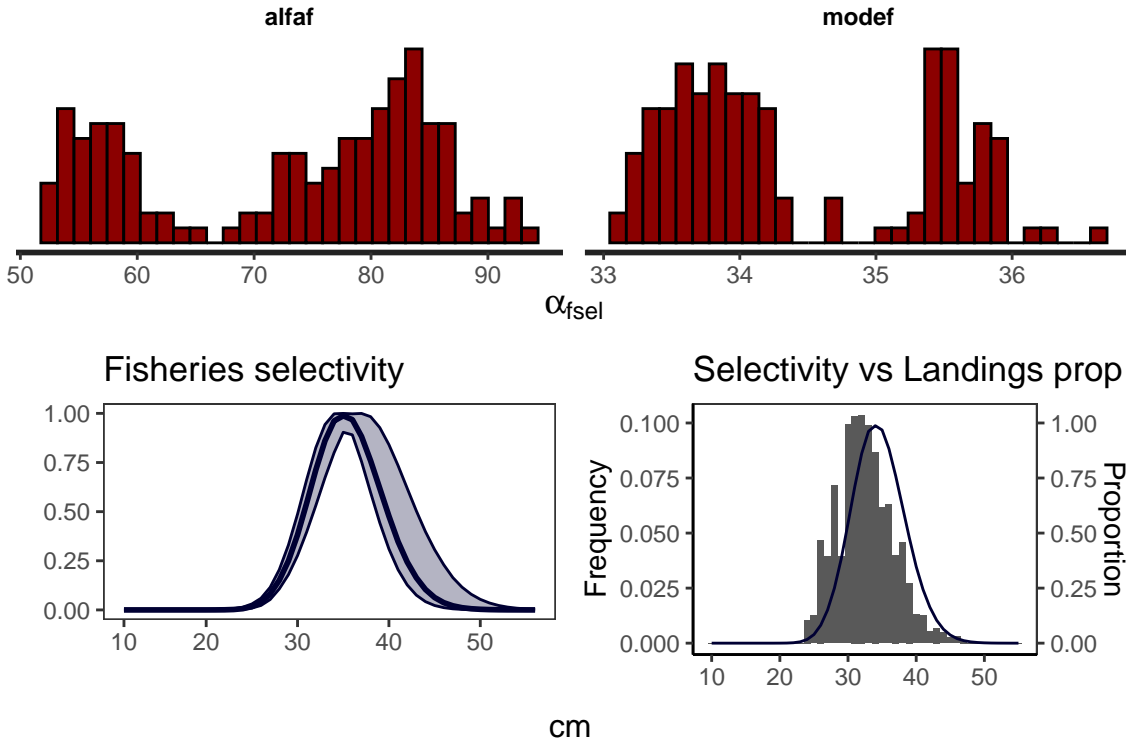 alfaf
modef
50 60 70 80 90
33 34 35 36
αfsel
Fisheries selectivity
1.00
0.75
0.50
0.25
0.00
10 20 30 40 50
Selectivity vs Landings prop
Frequency
0.100
0.075
0.050
0.025
0.000
1.00
0.75
0.50
0.25
0.00
Proportion
10 20 30 40 50
cm